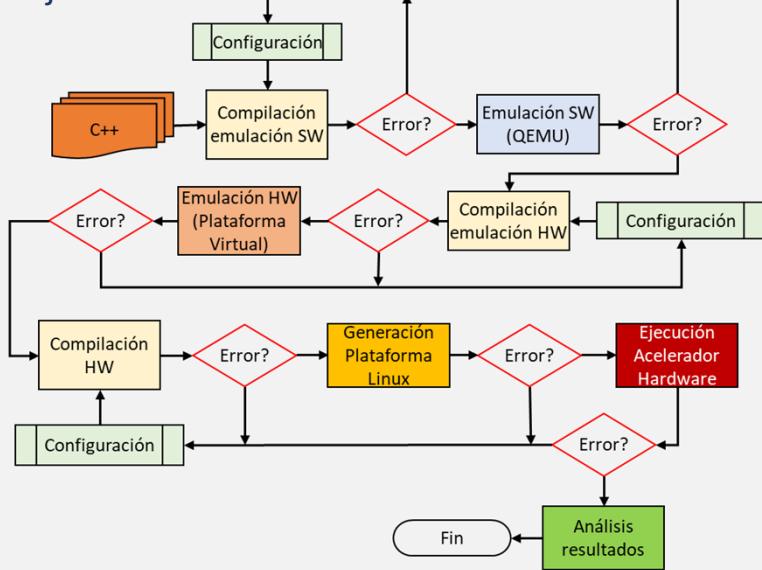 Configuración
C++
Compilación
emulación SW
Error?
Emulación SW
(QEMU)
Error?
Error?
Emulación HW
(Plataforma
Virtual)
Error?
Compilación
emulación HW
Configuración
Compilación
HW
Error?
Generación
Plataforma
Linux
Error?
Ejecución
Acelerador
Hardware
Configuración
Error?
Fin
Análisis
resultados